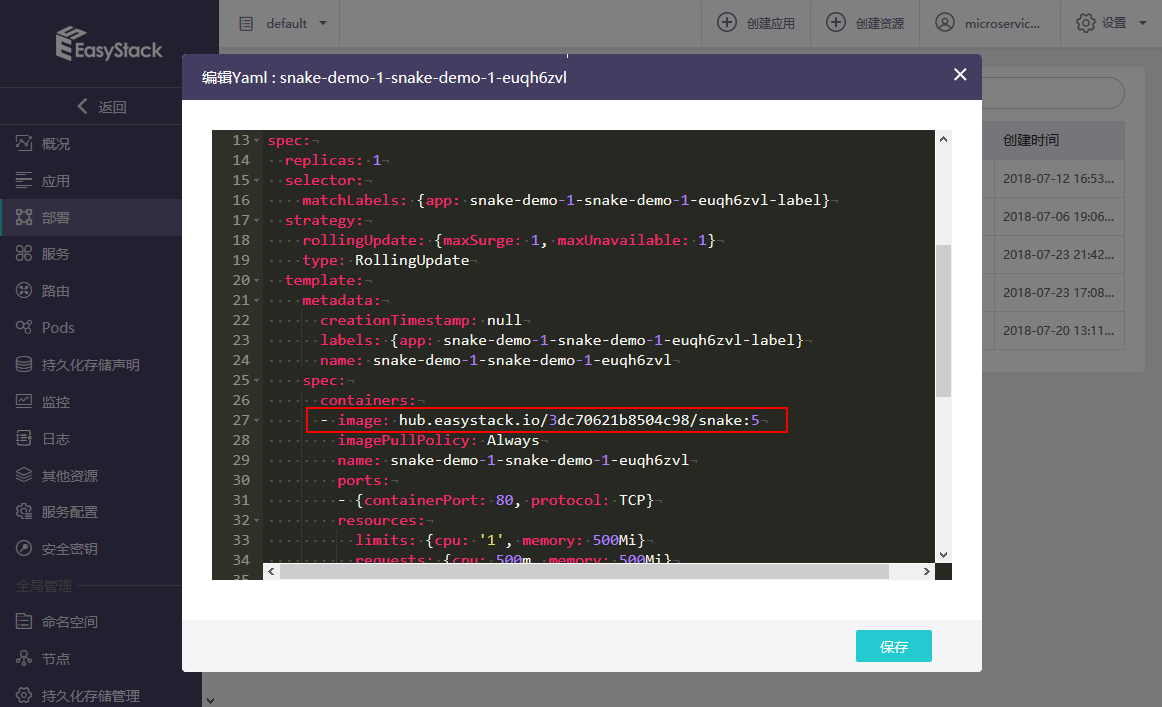 EasyStack
default
创建应用
创建资源
microservic...
设置
返回
概况
应用
部署
服务
路由
Pods
持久化存储声明
监控
日志
其他资源
服务配置
安全密钥
全局管理
命名空间
节点
持久化存储管理
编辑Yaml : snake-demo-1-snake-demo-1-euqh6zvl
13 spec:
14 replicas: 1
15 selector:
16 matchLabels: {app: snake-demo-1-snake-demo-1-euqh6zvl-label}
17 strategy:
18 rollingUpdate: {maxSurge: 1, maxUnavailable: 1}
19 type: RollingUpdate
20 template:
21 metadata:
22 creationTimestamp: null
23 labels: {app: snake-demo-1-snake-demo-1-euqh6zvl-label}
24 name: snake-demo-1-snake-demo-1-euqh6zvl
25 spec:
26 containers:
27 - image: hub.easystack.io/3dc70621b8504c98/snake:5
28 imagePullPolicy: Always
29 name: snake-demo-1-snake-demo-1-euqh6zvl
30 ports:
31 - {containerPort: 80, protocol: TCP}
32 resources:
33 limits: {cpu: '1', memory: 500Mi}
34 requests: {cpu: 500m, memory: 500Mi}
35
保存
创建时间
2018-07-12 16:53...
2018-07-06 19:06...
2018-07-23 21:42...
2018-07-23 17:08...
2018-07-20 13:11...